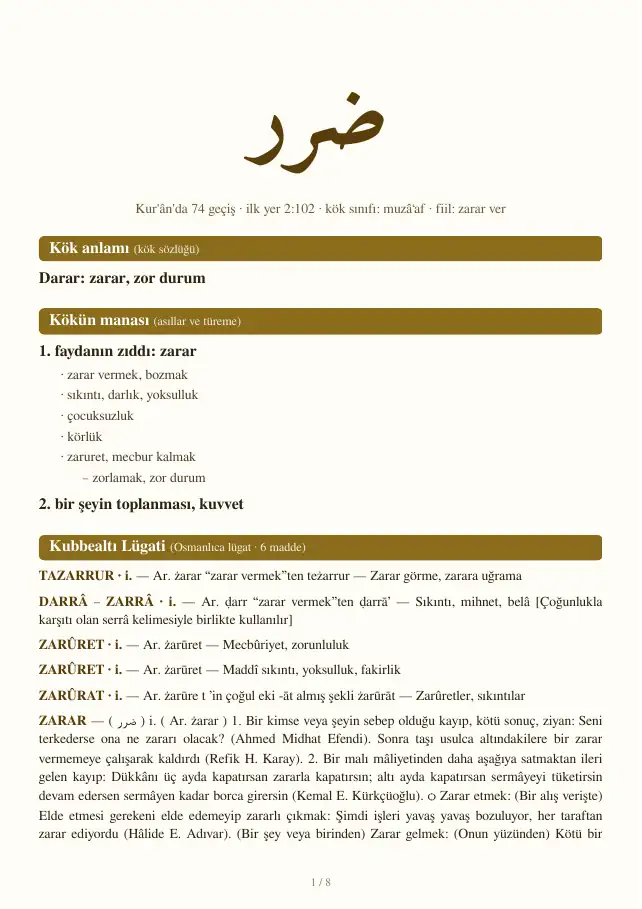 ضرر
Kur'ân'da 74 geçiş · ilk yer 2:102 · kök sınıfı: muzâ'af · fiil: zarar ver
Kök anlamı (kök sözlüğü)
Darar: zarar, zor durum
Kökün manası (asıllar ve türeme)
1. faydanın zıddı: zarar
· zarar vermek, bozmak
· sıkıntı, darlık, yoksulluk
· çocuksuzluk
· körlük
· zaruret, mecbur kalmak
– zorlamak, zor durum
2. bir şeyin toplanması, kuvvet
Kubbealtı Lügati (Osmanlıca lügat · 6 madde)
TAZARRUR · i. — Ar. żarar “zarar vermek”ten teżarrur — Zarar görme, zarara uğrama
DARRÂ – ZARRÂ · i. — Ar. ḍarr “zarar vermek”ten ḍarrā’ — Sıkıntı, mihnet, belâ [Çoğunlukla
karşıtı olan serrâ kelimesiyle birlikte kullanılır]
ZARÛRET · i. — Ar. żarūret — Mecbûriyet, zorunluluk
ZARÛRET · i. — Ar. żarūret — Maddî sıkıntı, yoksulluk, fakirlik
ZARÛRAT · i. — Ar. żarūre t ’in çoğul eki -āt almış şekli żarūrāt — Zarûretler, sıkıntılar
ZARAR — ( ضرر ) i. ( Ar. żarar ) 1. Bir kimse veya şeyin sebep olduğu kayıp, kötü sonuç, ziyan: Seni
terkederse ona ne zararı olacak? (Ahmed Midhat Efendi). Sonra taşı usulca altındakilere bir zarar
vermemeye çalışarak kaldırdı (Refik H. Karay). 2. Bir malı mâliyetinden daha aşağıya satmaktan ileri
gelen kayıp: Dükkânı üç ayda kapatırsan zararla kapatırsın; altı ayda kapatırsan sermâyeyi tüketirsin
devam edersen sermâyen kadar borca girersin (Kemal E. Kürkçüoğlu). ѻ Zarar etmek: (Bir alış verişte)
Elde etmesi gerekeni elde edemeyip zararlı çıkmak: Şimdi işleri yavaş yavaş bozuluyor, her taraftan
zarar ediyordu (Hâlide E. Adıvar). (Bir şey veya birinden) Zarar gelmek: (Onun yüzünden) Kötü bir
1 / 8